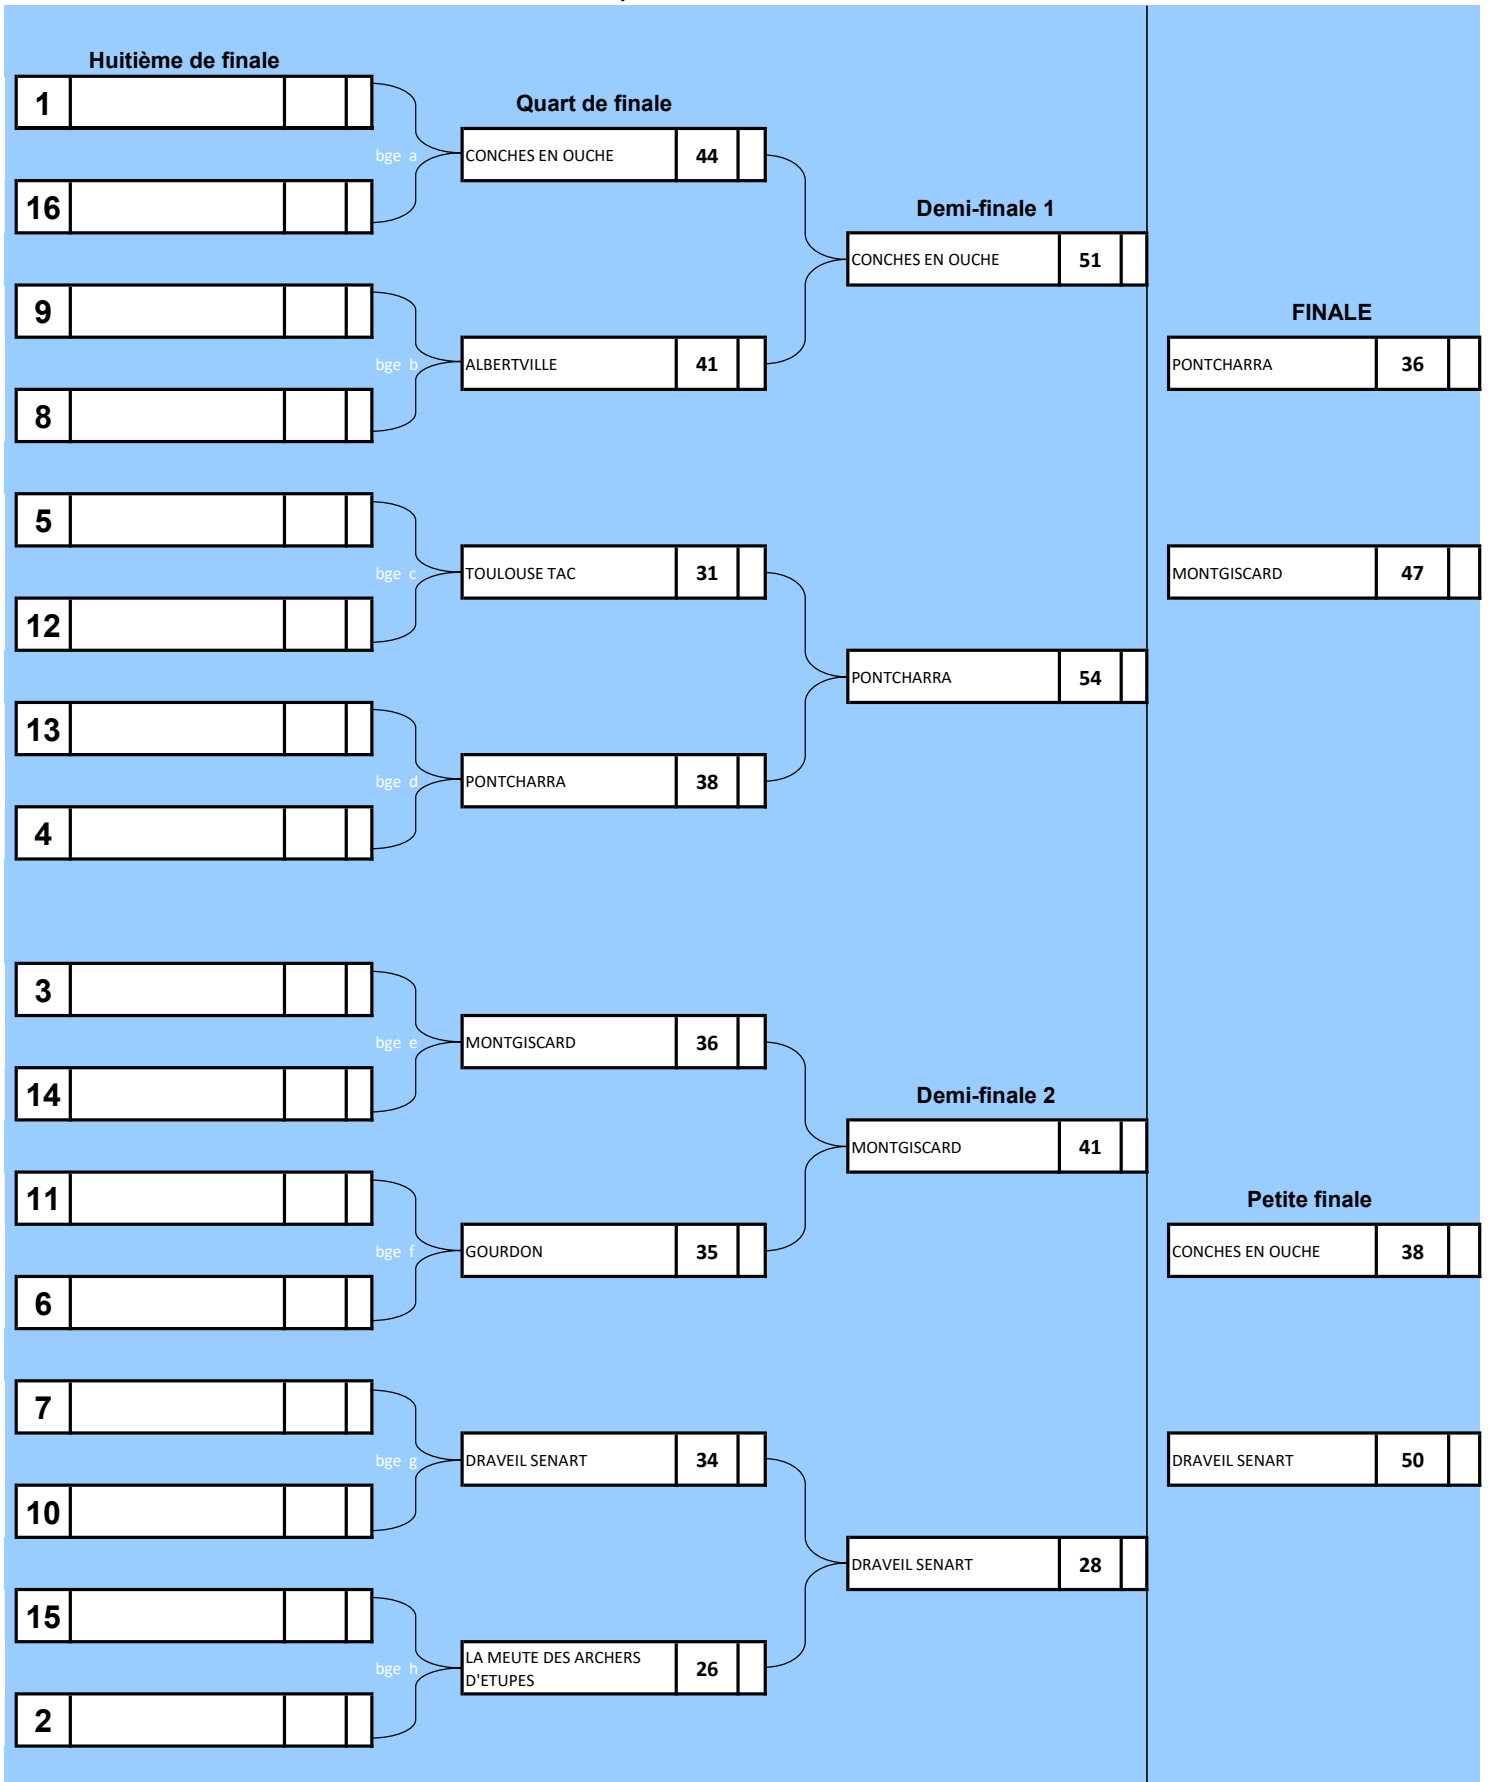 Huitième de finale
1
Quart de finale
bge a
CONCHES EN OUCHE 44
16
Demi-finale 1
CONCHES EN OUCHE 51
9
FINALE
bge b
ALBERTVILLE 41
PONTCHARRA 36
8
5
bge c
TOULOUSE TAC 31
MONTGISCARD 47
12
PONTCHARRA 54
13
bge d
PONTCHARRA 38
4
3
bge e
MONTGISCARD 36
14
Demi-finale 2
MONTGISCARD 41
11
Petite finale
bge f
GOURDON 35
CONCHES EN OUCHE 38
6
7
bge g
DRAVEIL SENART 34
DRAVEIL SENART 50
10
DRAVEIL SENART 28
15
bge h
LA MEUTE DES ARCHERS
D'ETUPES 26
2